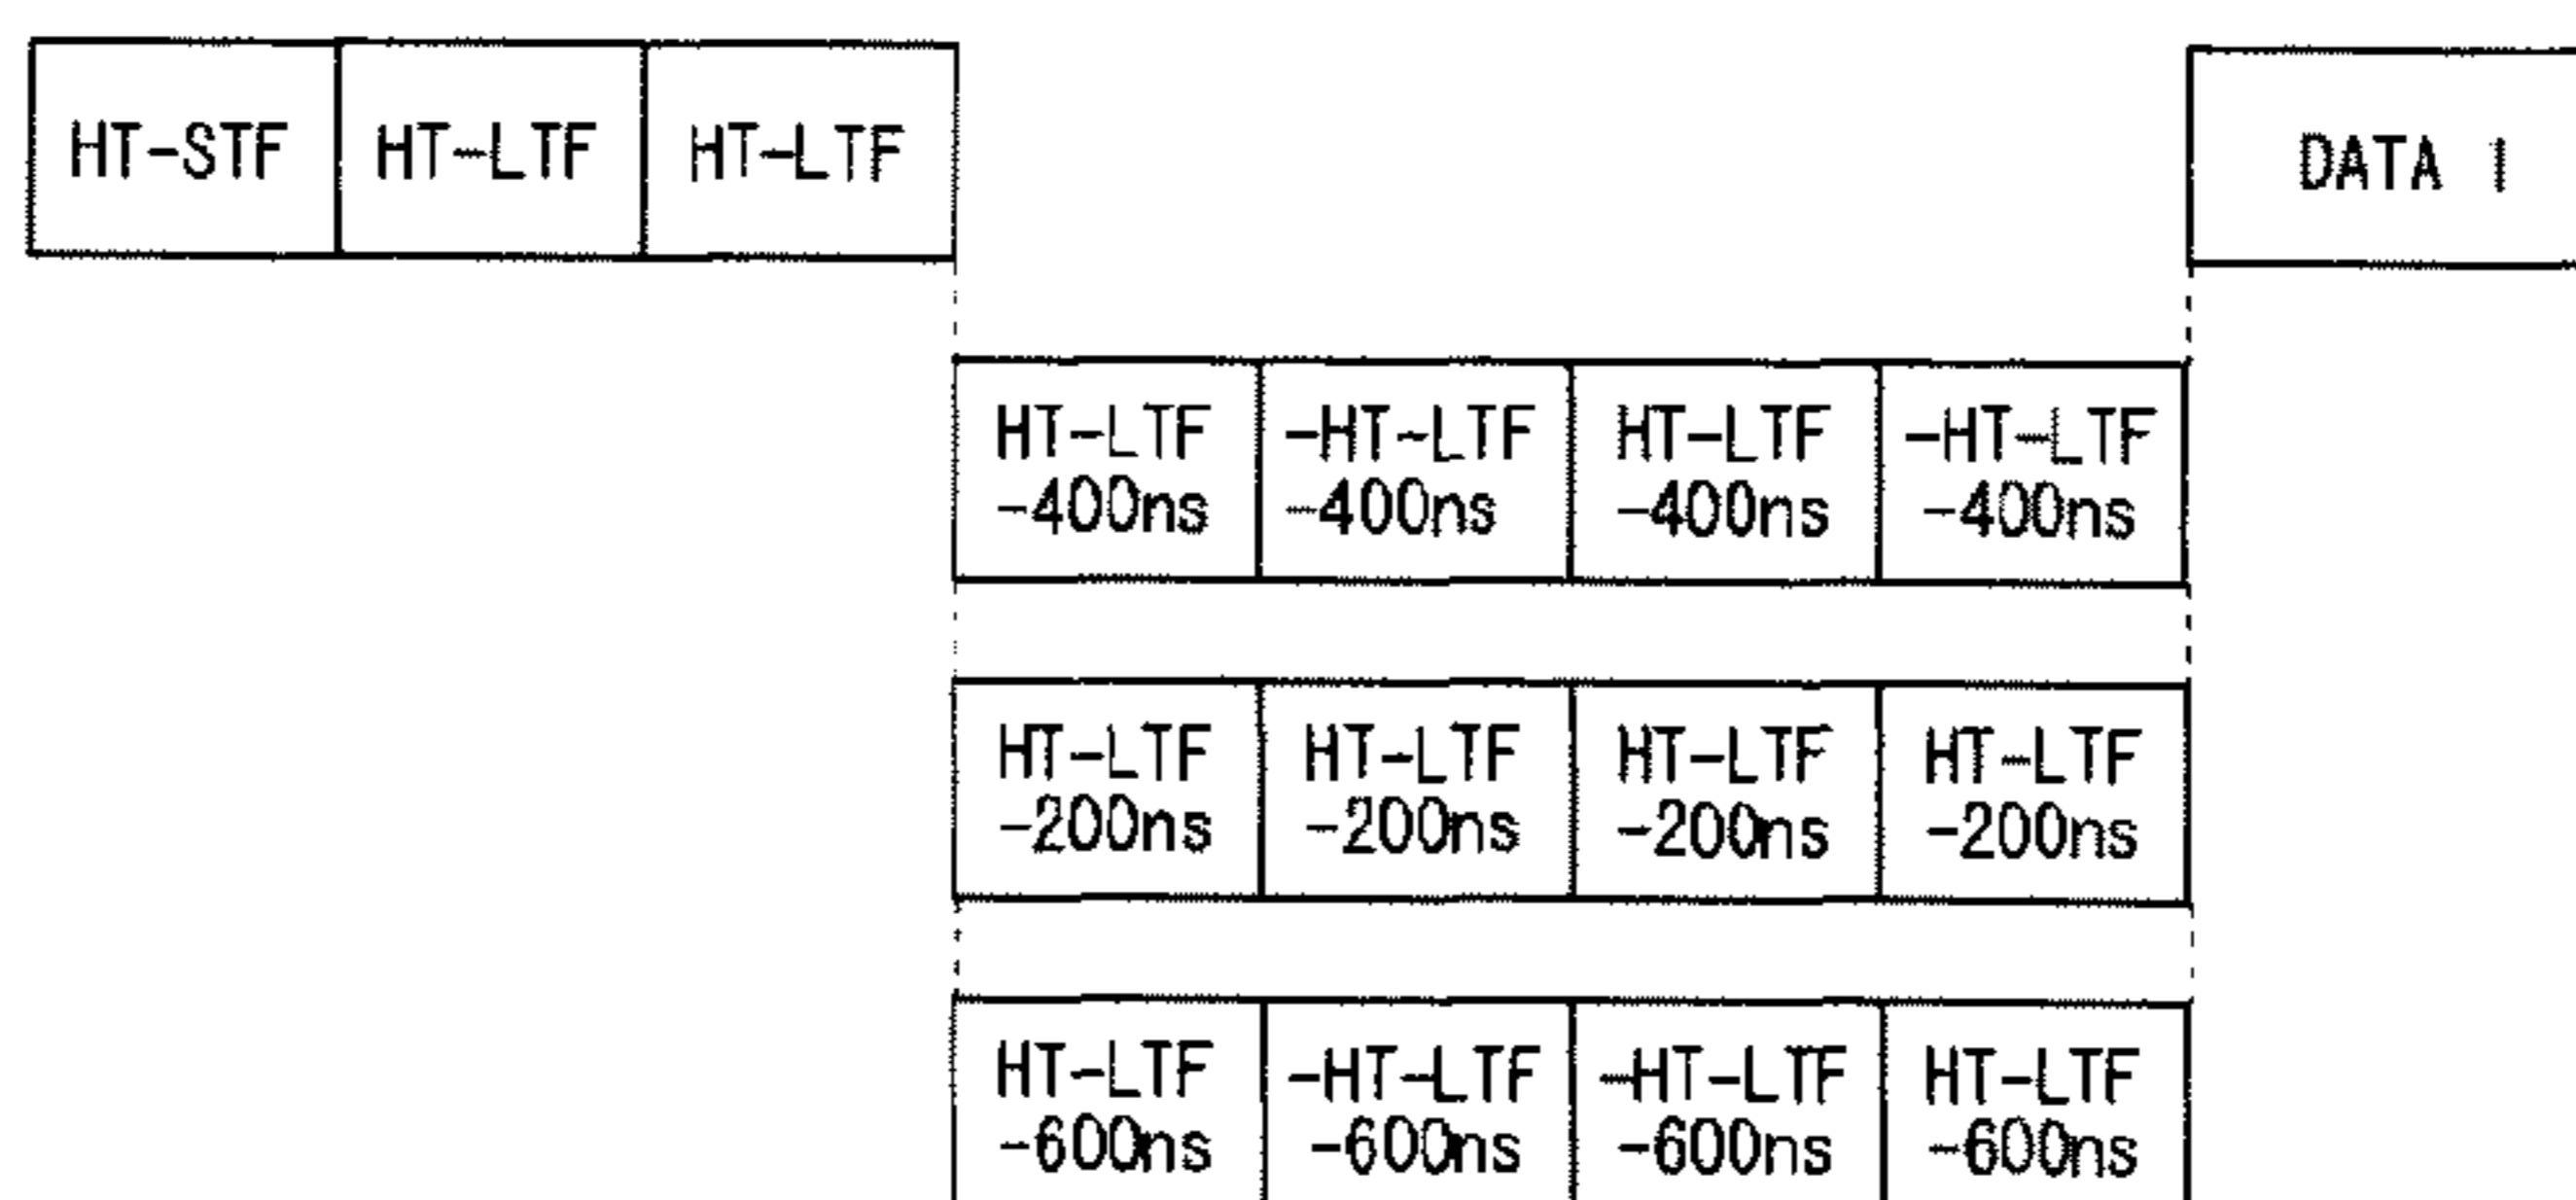 HT-STF HT-LTF HT-LTF DATA 1
HT-LTF -HT-LTF HT-LTF -HT-LTF
-400ns -400ns -400ns -400ns
HT-LTF HT-LTF HT-LTF HT-LTF
-200ns -200ns -200ns -200ns
HT-LTF -HT-LTF -HT-LTF HT-LTF
-600ns -600ns -600ns -600ns